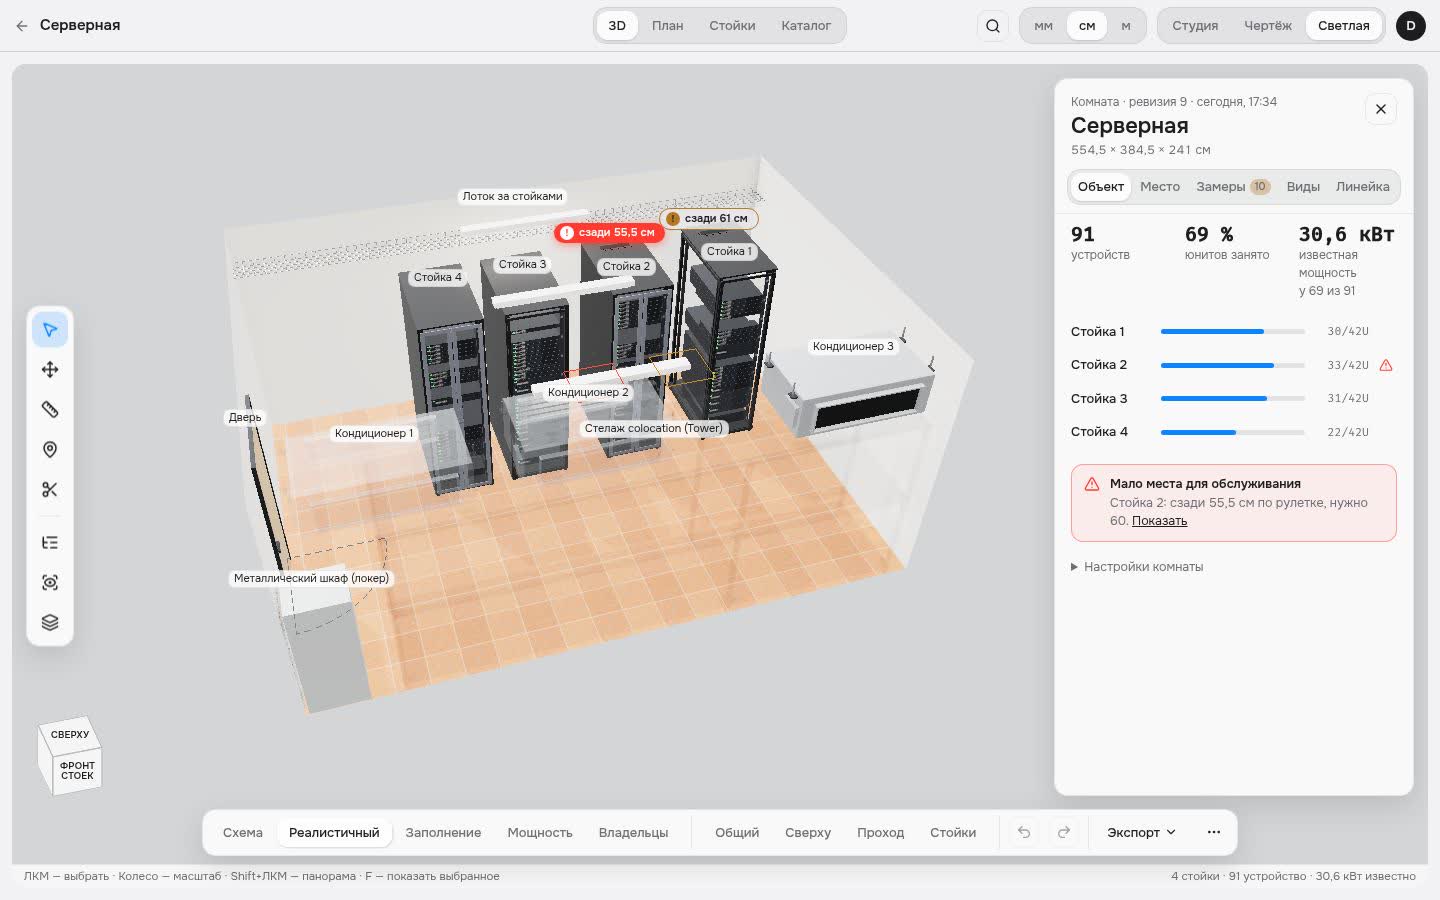 Серверная
3D План Стойки Каталог
мм см м
Студия Чертёж Светлая
D
Комната · ревизия 9 · сегодня, 17:34
Серверная
554,5 × 384,5 × 241 см
Объект Место Замеры 10 Виды Линейка
91
устройств
69 %
юнитов занято
30,6 кВт
известная
мощность
у 69 из 91
Стойка 1 30/42U
Стойка 2 33/42U
Стойка 3 31/42U
Стойка 4 22/42U
Мало места для обслуживания
Стойка 2: сзади 55,5 см по рулетке, нужно
60. Показать
Настройки комнаты
Лоток за стойками
сзади 61 см
сзади 55,5 см
Стойка 1
Стойка 2
Стойка 3
Стойка 4
Кондиционер 3
Кондиционер 2
Дверь
Стелаж colocation (Tower)
Кондиционер 1
Металлический шкаф (локер)
СВЕРХУ
ФРОНТ
СТОЕК
Схема Реалистичный Заполнение Мощность Владельцы Общий Сверху Проход Стойки Экспорт
ЛКМ — выбрать · Колесо — масштаб · Shift+ЛКМ — панорама · F — показать выбранное
4 стойки · 91 устройство · 30,6 кВт известно